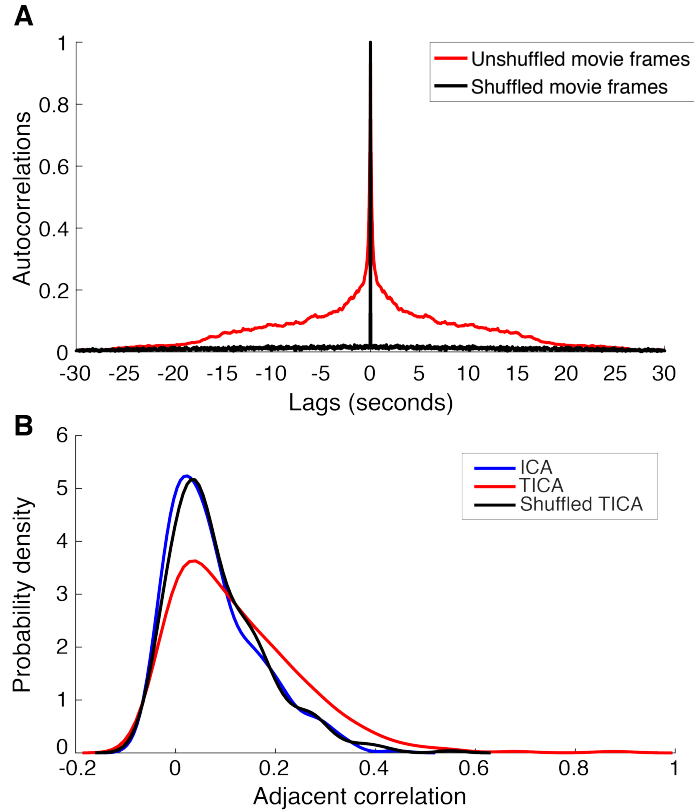 A
1
Unshuffled movie frames
Shuffled movie frames
0.8
0.6
0.4
0.2
0
Autocorrelations
-30 -25 -20 -15 -10 -5 0 5 10 15 20 25 30
Lags (seconds)
B
6
ICA
TICA
Shuffled TICA
5
4
3
2
1
0
Probability density
-0.2 0 0.2 0.4 0.6 0.8 1
Adjacent correlation